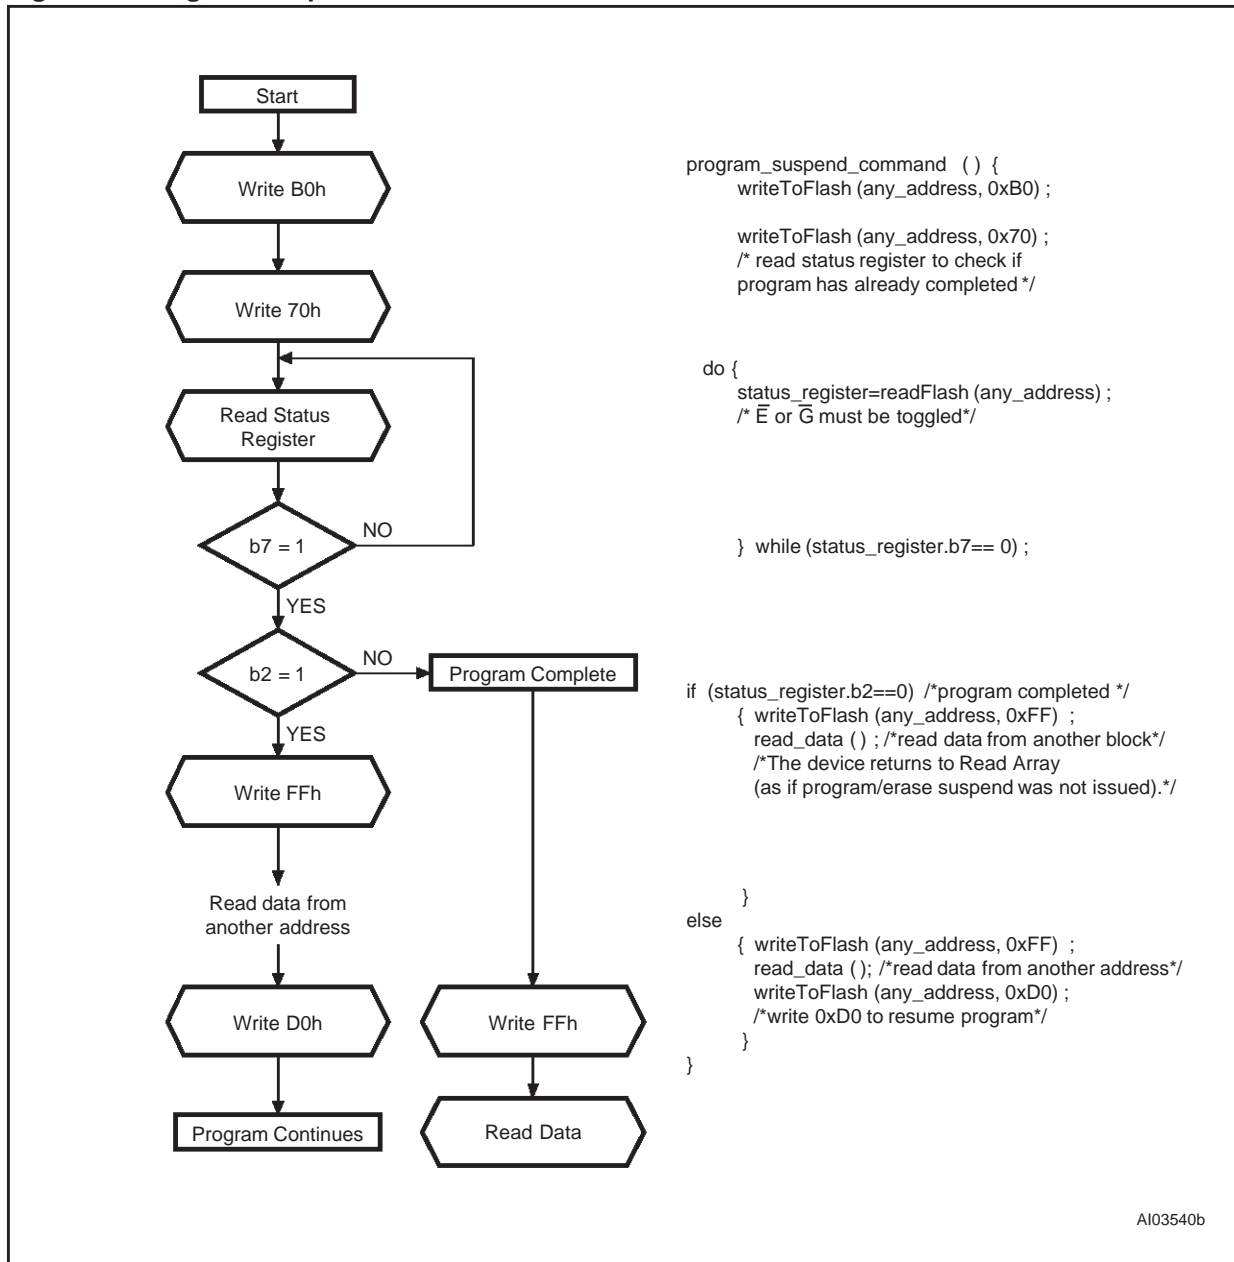 Start
Write B0h
Write 70h
Read Status
Register
NO
b7 = 1
YES
NO
b2 = 1
Program Complete
YES
Write FFh
Read data from
another address
Write D0h
Write FFh
Program Continues
Read Data
program_suspend_command ( ) {
writeToFlash (any_address, 0xB0) ;
writeToFlash (any_address, 0x70) ;
/* read status register to check if
program has already completed */
do {
status_register=readFlash (any_address) ;
/* E̅ or G̅ must be toggled*/
} while (status_register.b7== 0) ;
if (status_register.b2==0) /*program completed */
{ writeToFlash (any_address, 0xFF) ;
read_data ( ) ; /*read data from another block*/
/*The device returns to Read Array
(as if program/erase suspend was not issued).*/
}
else
{ writeToFlash (any_address, 0xFF) ;
read_data ( ); /*read data from another address*/
writeToFlash (any_address, 0xD0) ;
/*write 0xD0 to resume program*/
}
}
AI03540b